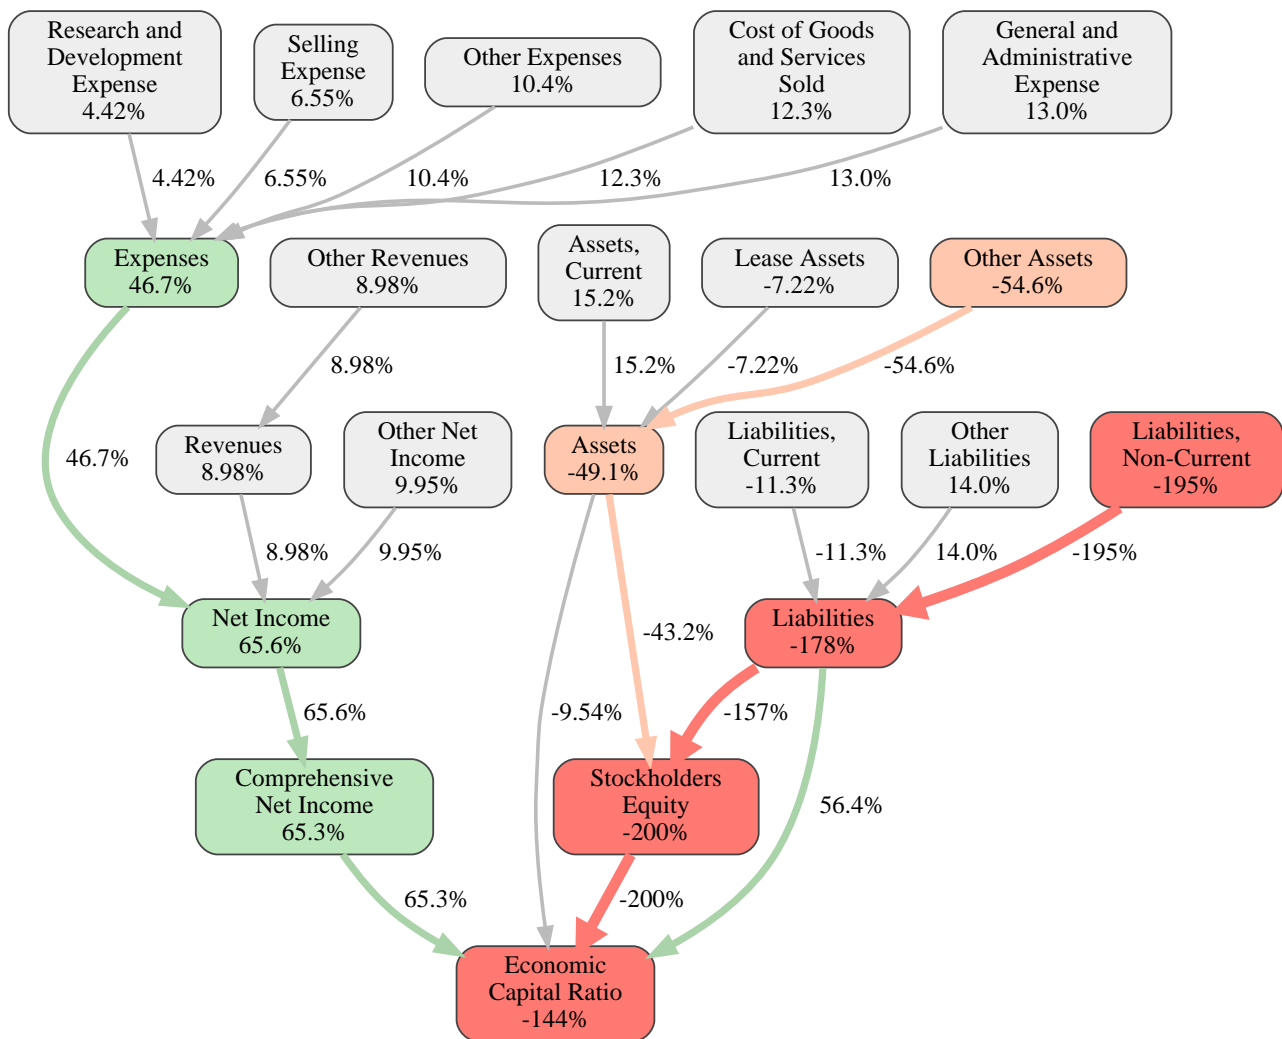 Research and
Development
Expense
4.42%
Selling
Expense
6.55%
Other Expenses
10.4%
Cost of Goods
and Services
Sold
12.3%
General and
Administrative
Expense
13.0%
4.42%
6.55%
10.4%
12.3%
13.0%
Expenses
46.7%
Other Revenues
8.98%
Assets,
Current
15.2%
Lease Assets
-7.22%
Other Assets
-54.6%
8.98%
15.2%
-7.22%
-54.6%
46.7%
Revenues
8.98%
Other Net
Income
9.95%
Assets
-49.1%
Liabilities,
Current
-11.3%
Other
Liabilities
14.0%
Liabilities,
Non-Current
-195%
8.98%
9.95%
-11.3%
14.0%
-195%
Net Income
65.6%
-43.2%
Liabilities
-178%
65.6%
-9.54%
-157%
Comprehensive
Net Income
65.3%
Stockholders
Equity
-200%
56.4%
65.3%
-200%
Economic
Capital Ratio
-144%